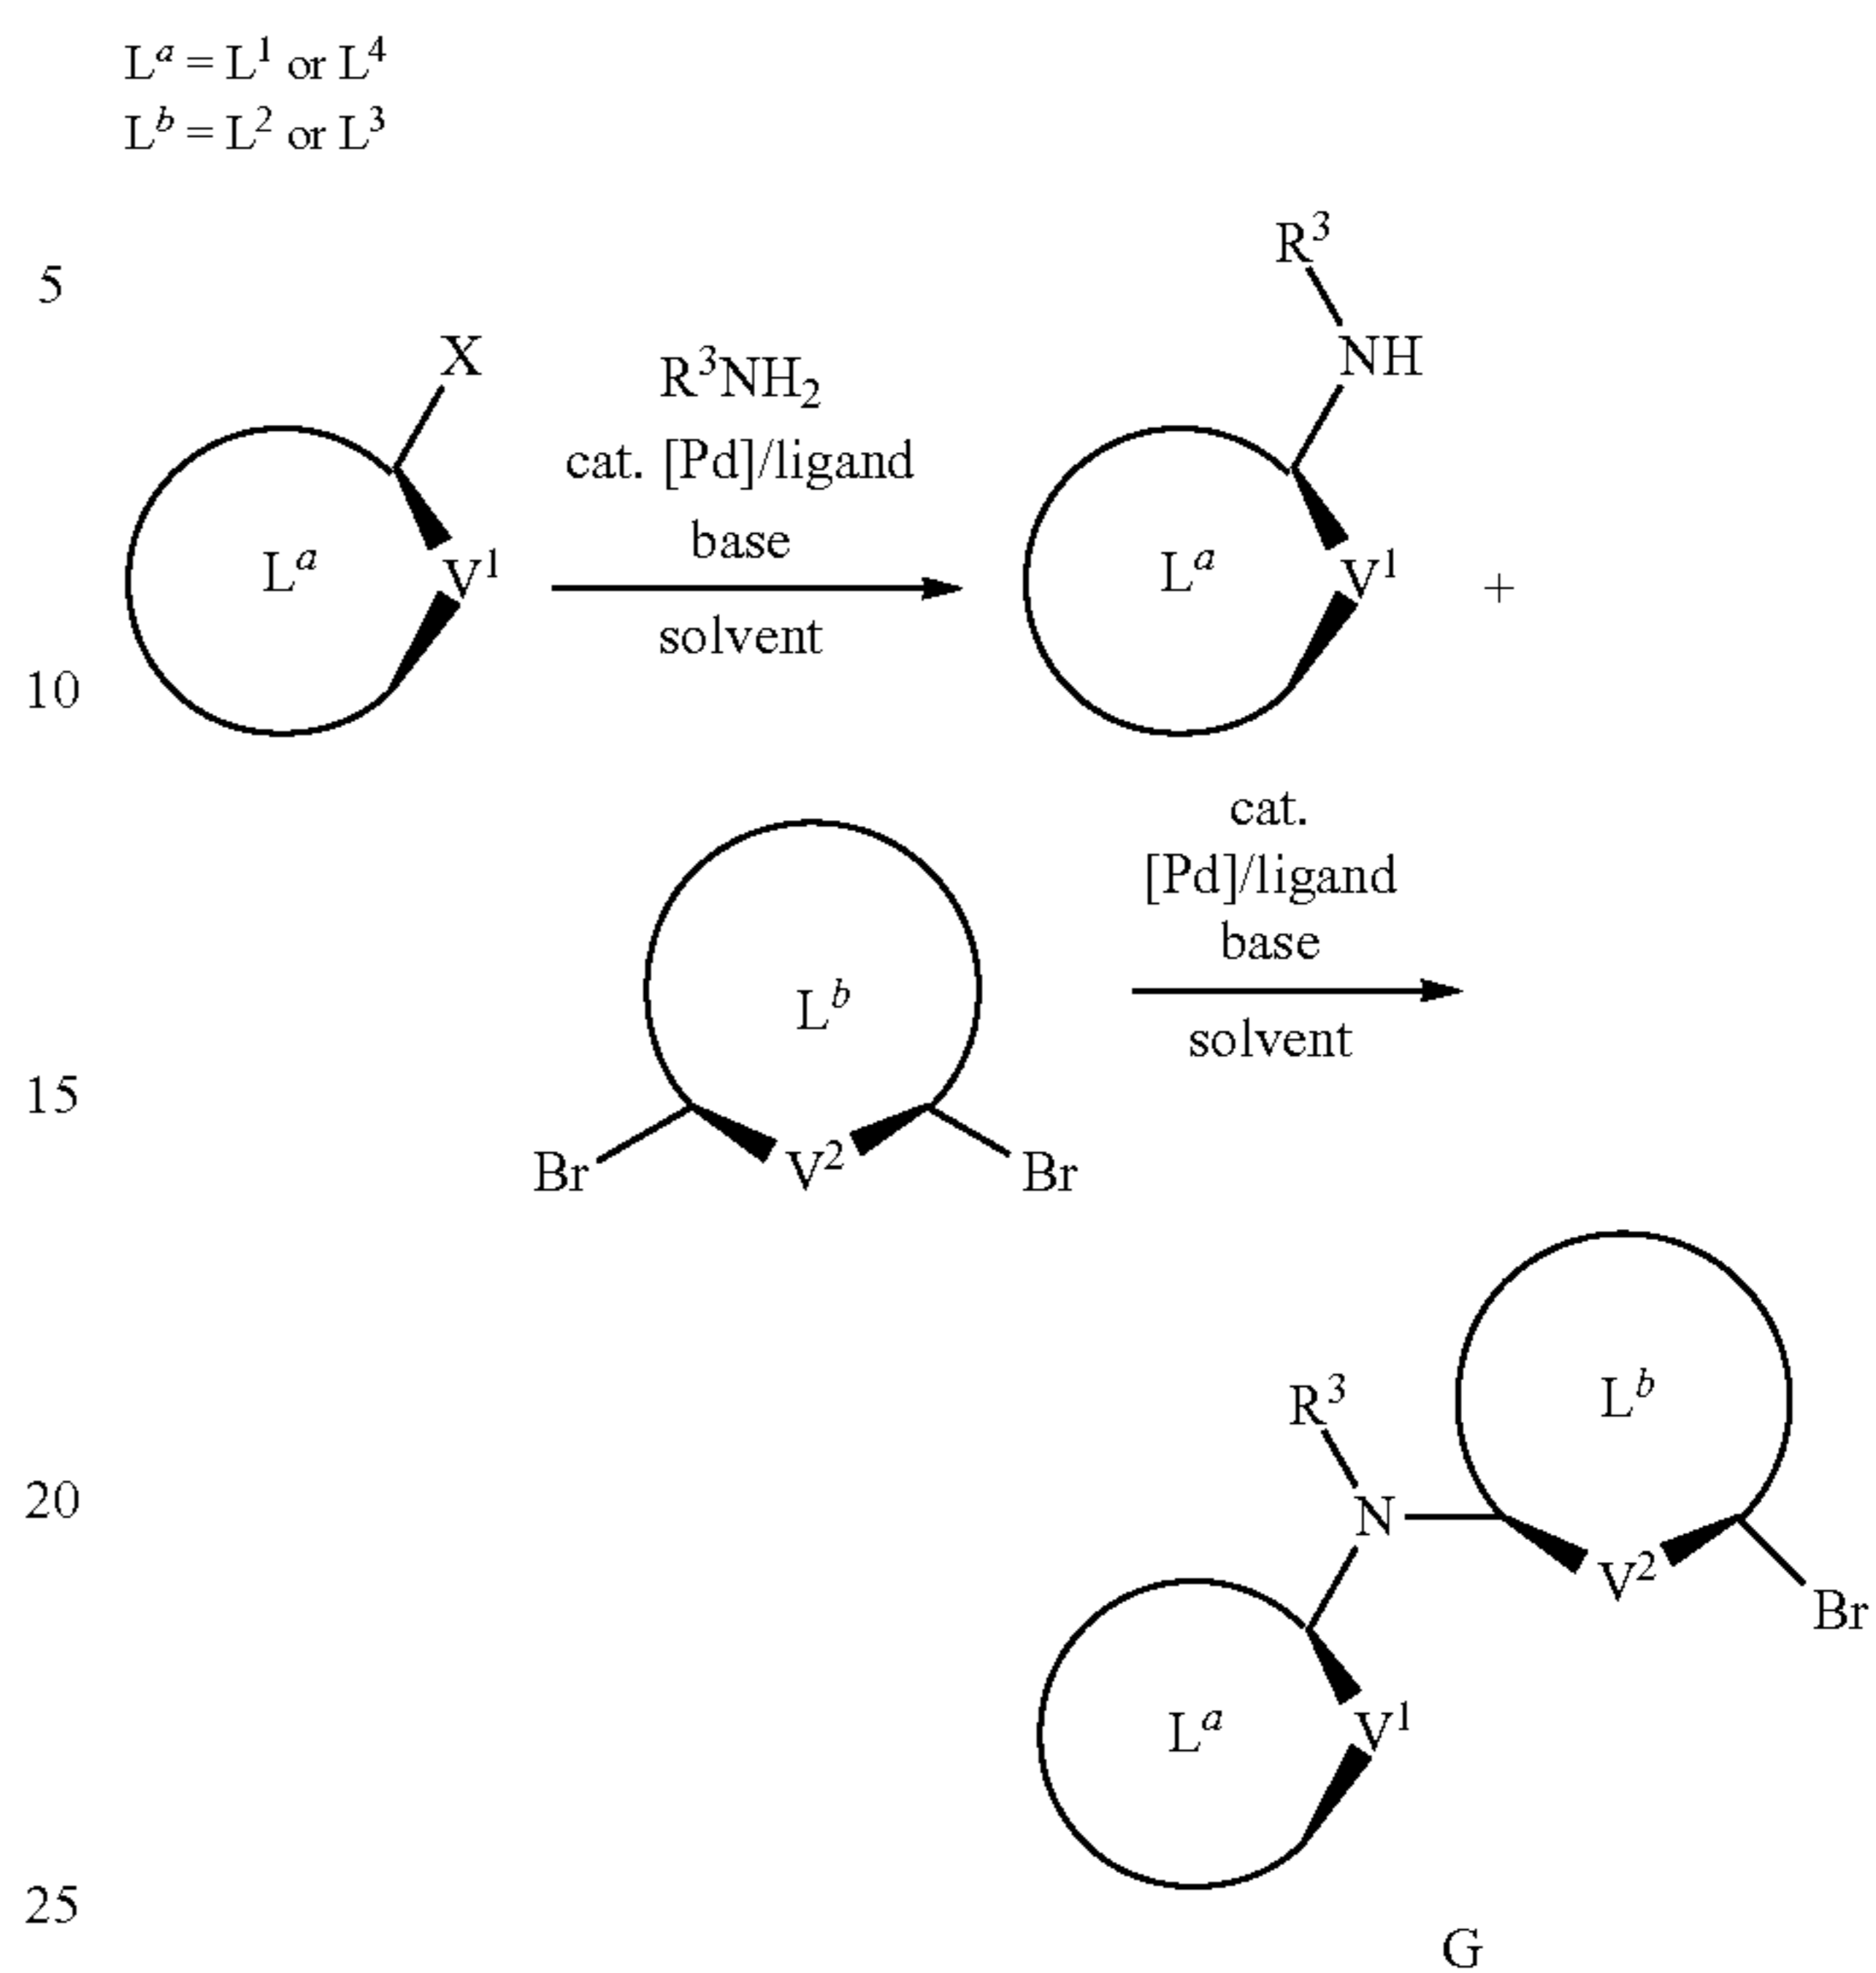 Lᵃ = L¹ or L⁴
Lᵇ = L² or L³
R³
5
X
R³NH₂
NH
cat. [Pd]/ligand
base
Lᵃ
V¹
Lᵃ
V¹
+
solvent
10
cat.
[Pd]/ligand
base
Lᵇ
solvent
15
Br
V²
Br
R³
Lᵇ
20
N
V²
Br
Lᵃ
V¹
25
G